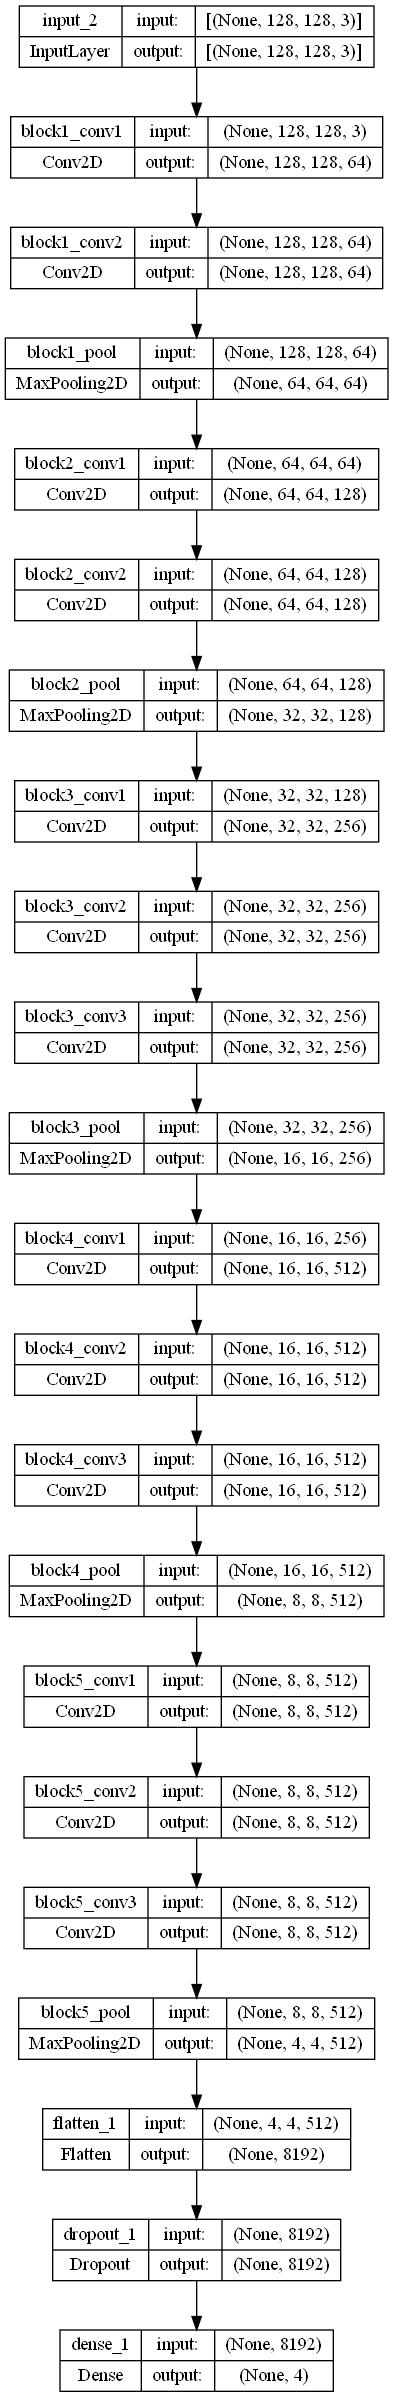 input_2 input: [(None, 128, 128, 3)]
InputLayer output: [(None, 128, 128, 3)]
block1_conv1 input: (None, 128, 128, 3)
Conv2D output: (None, 128, 128, 64)
block1_conv2 input: (None, 128, 128, 64)
Conv2D output: (None, 128, 128, 64)
block1_pool input: (None, 128, 128, 64)
MaxPooling2D output: (None, 64, 64, 64)
block2_conv1 input: (None, 64, 64, 64)
Conv2D output: (None, 64, 64, 128)
block2_conv2 input: (None, 64, 64, 128)
Conv2D output: (None, 64, 64, 128)
block2_pool input: (None, 64, 64, 128)
MaxPooling2D output: (None, 32, 32, 128)
block3_conv1 input: (None, 32, 32, 128)
Conv2D output: (None, 32, 32, 256)
block3_conv2 input: (None, 32, 32, 256)
Conv2D output: (None, 32, 32, 256)
block3_conv3 input: (None, 32, 32, 256)
Conv2D output: (None, 32, 32, 256)
block3_pool input: (None, 32, 32, 256)
MaxPooling2D output: (None, 16, 16, 256)
block4_conv1 input: (None, 16, 16, 256)
Conv2D output: (None, 16, 16, 512)
block4_conv2 input: (None, 16, 16, 512)
Conv2D output: (None, 16, 16, 512)
block4_conv3 input: (None, 16, 16, 512)
Conv2D output: (None, 16, 16, 512)
block4_pool input: (None, 16, 16, 512)
MaxPooling2D output: (None, 8, 8, 512)
block5_conv1 input: (None, 8, 8, 512)
Conv2D output: (None, 8, 8, 512)
block5_conv2 input: (None, 8, 8, 512)
Conv2D output: (None, 8, 8, 512)
block5_conv3 input: (None, 8, 8, 512)
Conv2D output: (None, 8, 8, 512)
block5_pool input: (None, 8, 8, 512)
MaxPooling2D output: (None, 4, 4, 512)
flatten_1 input: (None, 4, 4, 512)
Flatten output: (None, 8192)
dropout_1 input: (None, 8192)
Dropout output: (None, 8192)
dense_1 input: (None, 8192)
Dense output: (None, 4)